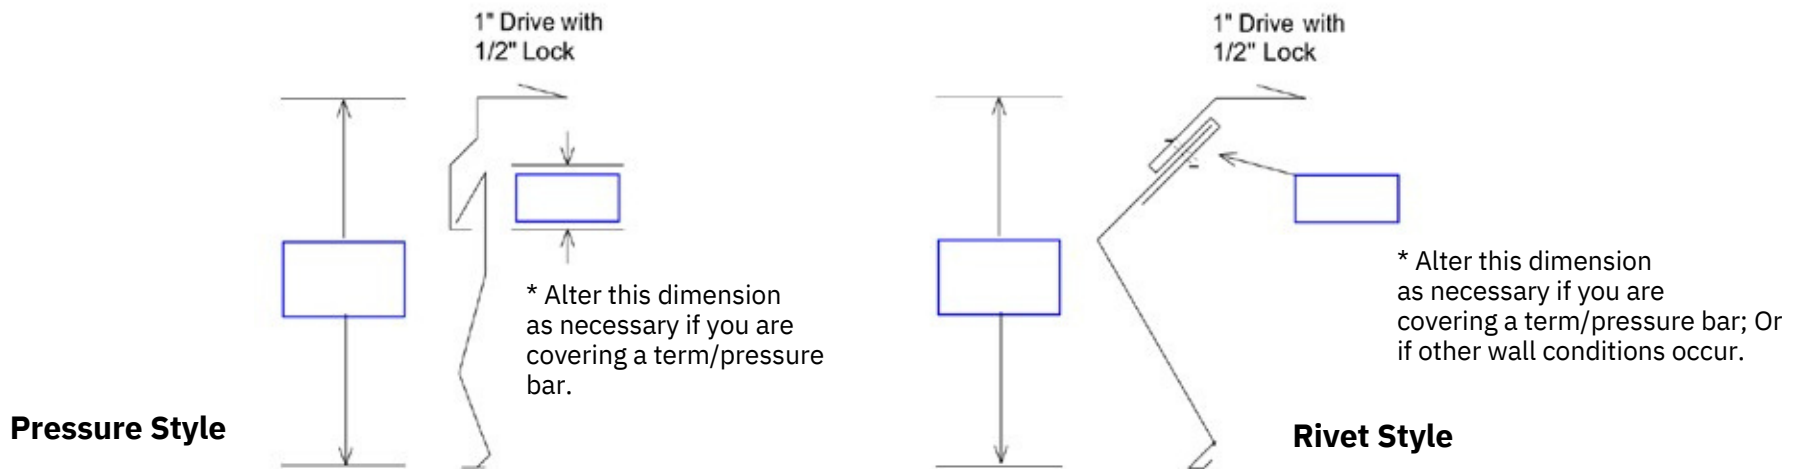 1" Drive with
1/2" Lock
* Alter this dimension
as necessary if you are
covering a term/pressure
bar.
Pressure Style
1" Drive with
1/2" Lock
* Alter this dimension
as necessary if you are
covering a term/pressure bar; Or
if other wall conditions occur.
Rivet Style